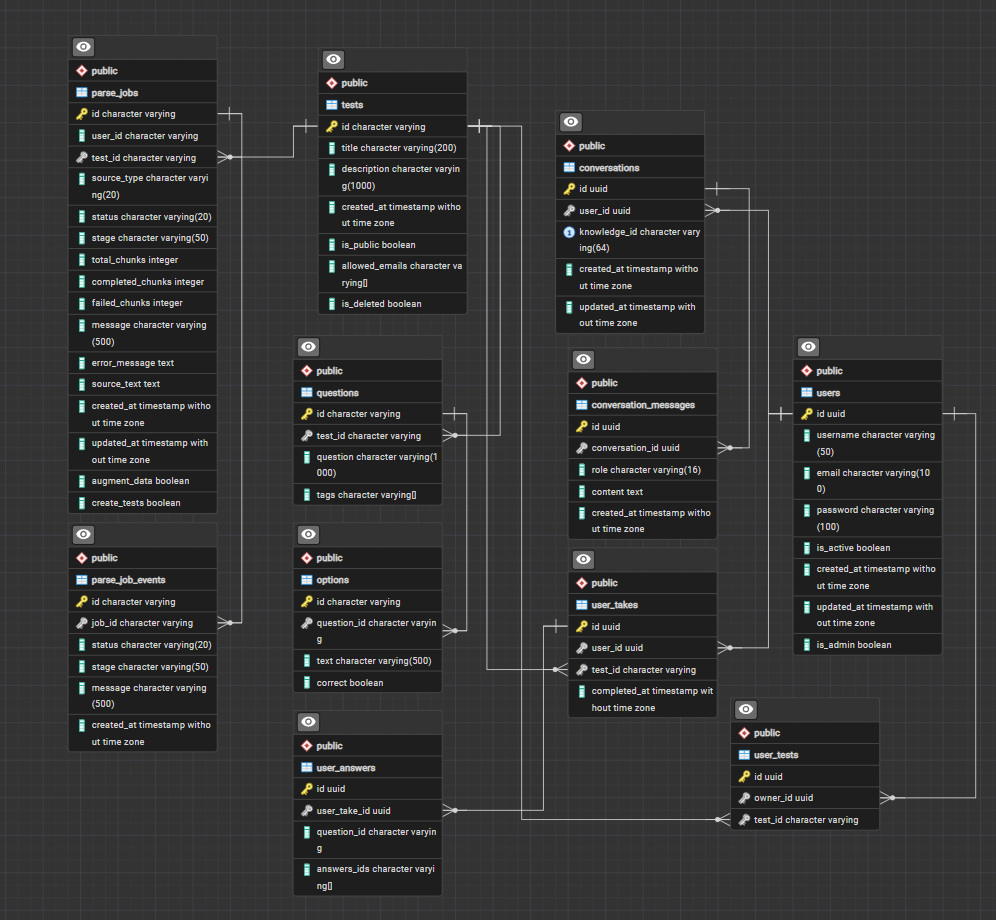 public
parse_jobs
id character varying
user_id character varying
test_id character varying
source_type character varyi
ng(20)
status character varying(20)
stage character varying(50)
total_chunks integer
completed_chunks integer
failed_chunks integer
message character varying
(500)
error_message text
source_text text
created_at timestamp witho
ut time zone
updated_at timestamp with
out time zone
augment_data boolean
create_tests boolean
public
parse_job_events
id character varying
job_id character varying
status character varying(20)
stage character varying(50)
message character varying
(500)
created_at timestamp witho
ut time zone
public
tests
id character varying
title character varying(200)
description character varyin
g(1000)
created_at timestamp witho
ut time zone
is_public boolean
allowed_emails character va
rying[]
is_deleted boolean
public
questions
id character varying
test_id character varying
question character varying(1
000)
tags character varying[]
public
options
id character varying
question_id character varyin
g
text character varying(500)
correct boolean
public
user_answers
id uuid
user_take_id uuid
question_id character varyin
g
answers_ids character varyi
ng[]
public
conversations
id uuid
user_id uuid
1
knowledge_id character vary
ing(64)
created_at timestamp witho
ut time zone
updated_at timestamp with
out time zone
public
conversation_messages
id uuid
conversation_id uuid
role character varying(16)
content text
created_at timestamp witho
ut time zone
public
user_takes
id uuid
user_id uuid
test_id character varying
completed_at timestamp wit
hout time zone
public
users
id uuid
username character varying
(50)
email character varying(10
0)
password character varying
(100)
is_active boolean
created_at timestamp witho
ut time zone
updated_at timestamp with
out time zone
is_admin boolean
public
user_tests
id uuid
owner_id uuid
test_id character varying